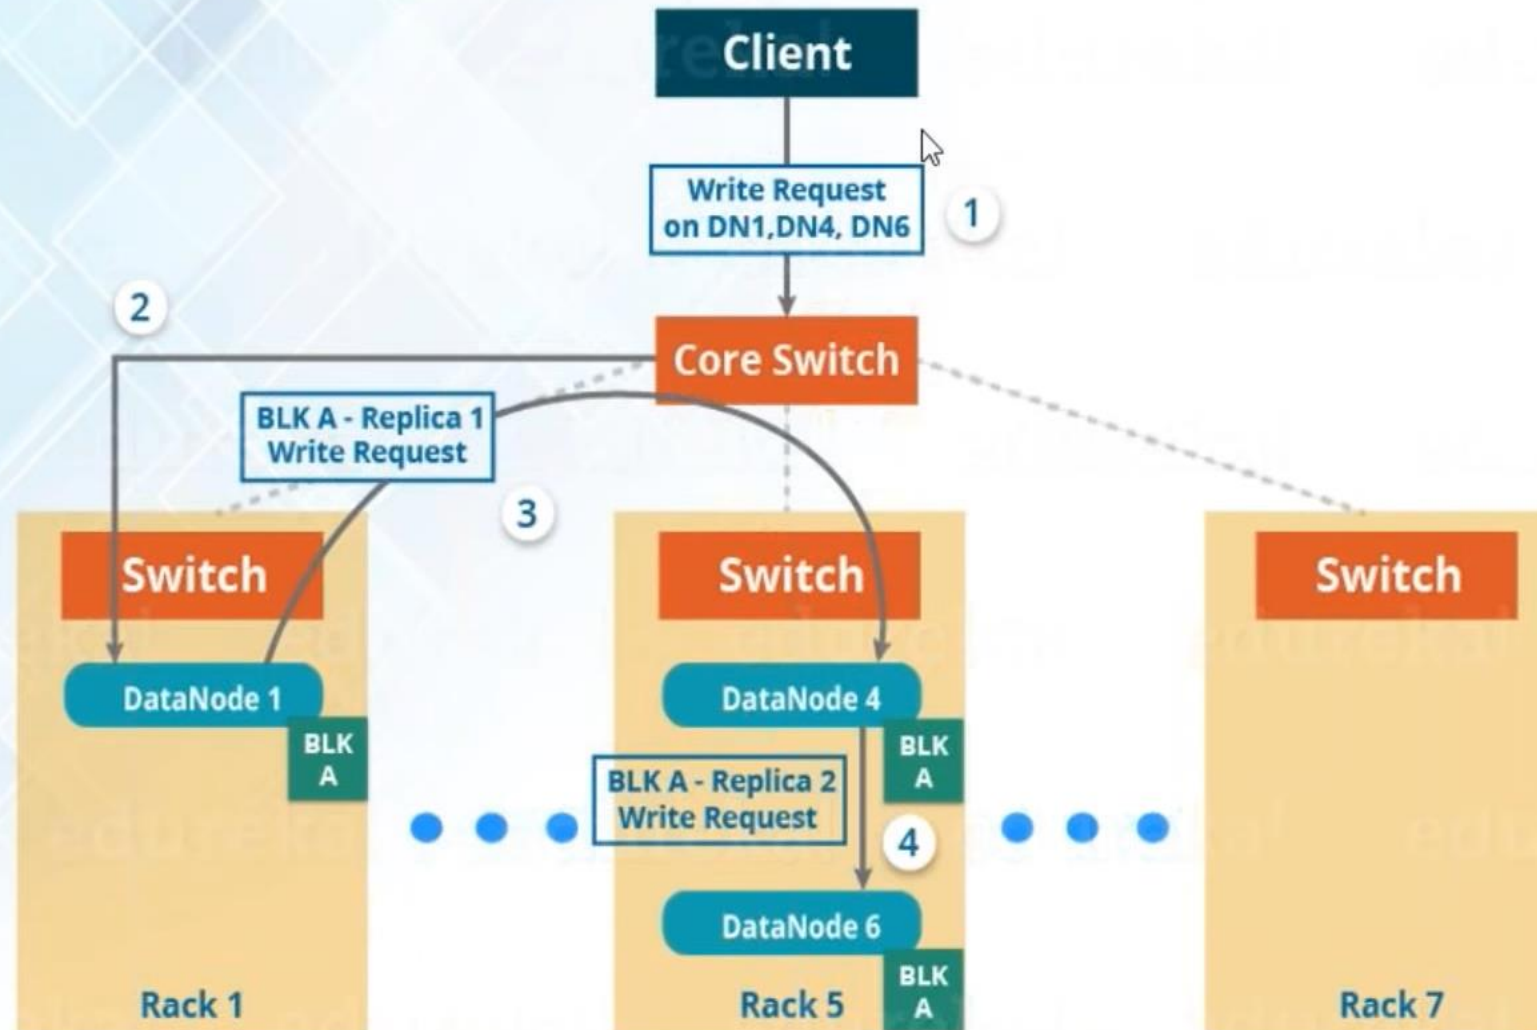 Client
Write Request
on DN1,DN4, DN6
1
2
Core Switch
BLK A - Replica 1
Write Request
3
Switch
Switch
Switch
DataNode 1
DataNode 4
BLK
A
BLK
A
BLK A - Replica 2
Write Request
4
DataNode 6
BLK
A
Rack 1
Rack 5
Rack 7